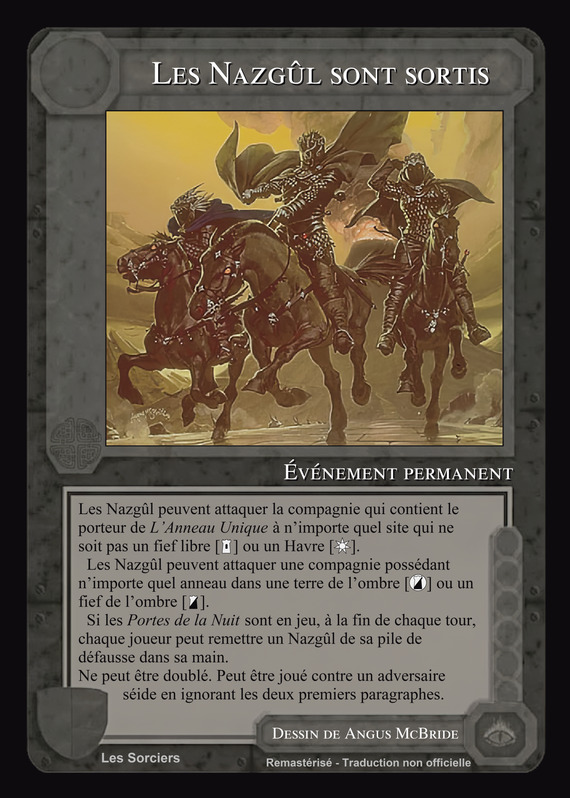 Les Nazgûl sont sortis
Événement permanent
Les Nazgûl peuvent attaquer la compagnie qui contient le
porteur de L'Anneau Unique à n'importe quel site qui ne
soit pas un fief libre [ ] ou un Havre [ ].
Les Nazgûl peuvent attaquer une compagnie possédant
n'importe quel anneau dans une terre de l'ombre [ ] ou un
fief de l'ombre [ ].
Si les Portes de la Nuit sont en jeu, à la fin de chaque tour,
chaque joueur peut remettre un Nazgûl de sa pile de
défausse dans sa main.
Ne peut être doublé. Peut être joué contre un adversaire
séide en ignorant les deux premiers paragraphes.
Dessin de Angus McBride
Les Sorciers
Remastérisé - Traduction non officielle